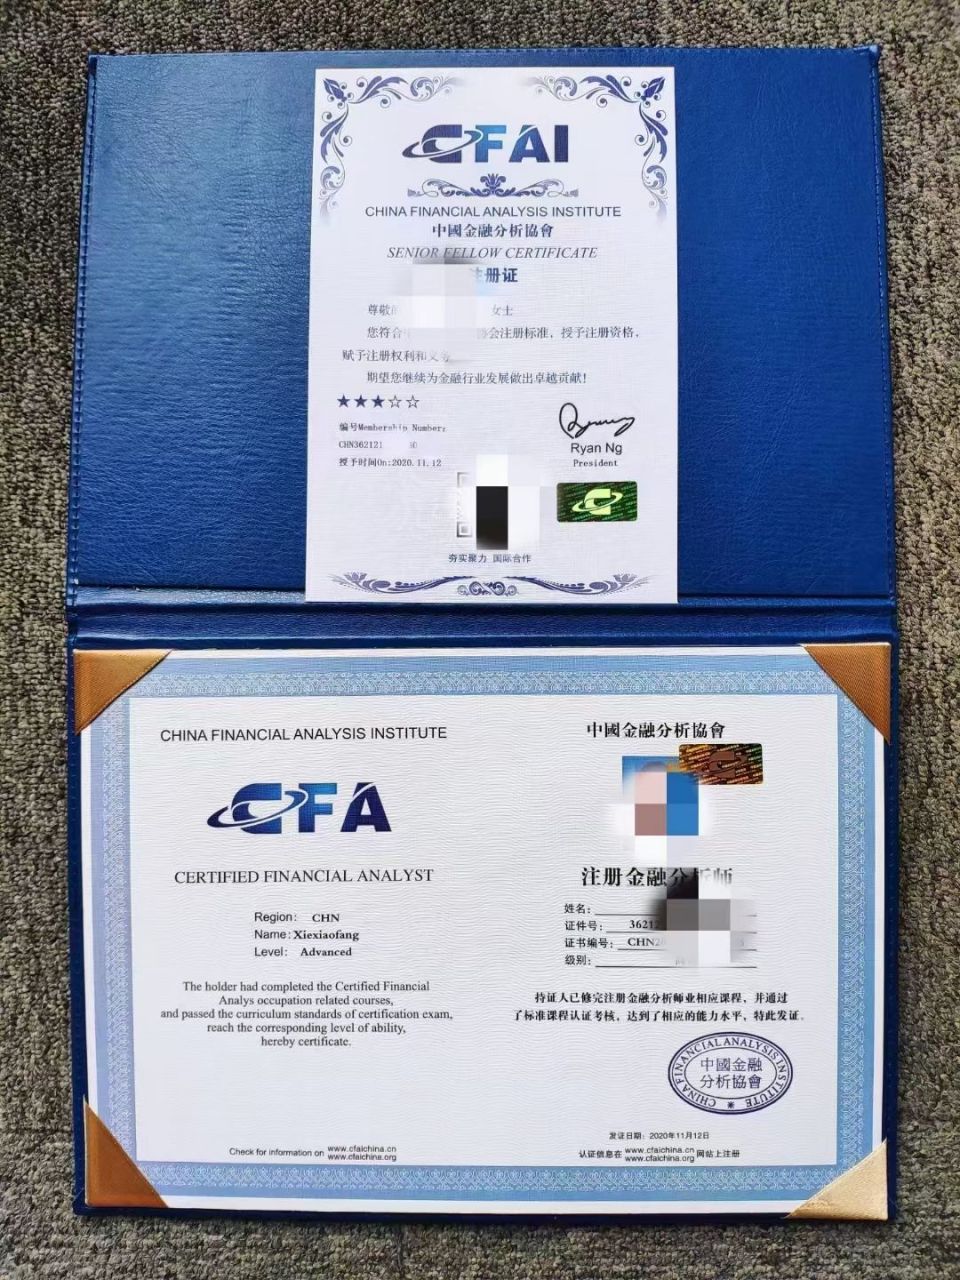 CFAI
CHINA FINANCIAL ANALYSIS INSTITUTE
中國金融分析協會
SENIOR FELLOW CERTIFICATE
注册证
尊敬的 女士
您符合 协会注册标准，授予注册资格，
赋予注册权利和义务
期望您继续为金融行业发展做出卓越贡献！
★★★☆☆
编号Membership Number:
CHN362121
授予时间On:2020.11.12
Ryan Ng
President
夯实聚力 国际合作
CHINA FINANCIAL ANALYSIS INSTITUTE
CFA
CERTIFIED FINANCIAL ANALYST
Region: CHN
Name: Xiexiaofang
Level: Advanced
The holder had completed the Certified Financial
Analys occupation related courses,
and passed the curriculum standards of certification exam,
reach the corresponding level of ability,
hereby certificate.
Check for information on www.cfaichina.cn
www.cfaichina.org
中國金融分析協會
注册金融分析师
姓名：
证件号： 3621
证书编号： CHN20
级别：
持证人已修完注册金融分析师业相应课程，并通过
了标准课程认证考核，达到了相应的能力水平，特此发证。
CHINA FINANCIAL ANALYSIS INSTITUTE
中國金融
分析協會
发证日期：2020年11月12日
认证信息在 www.cfaichina.cn
www.cfaichina.org 网站上注册